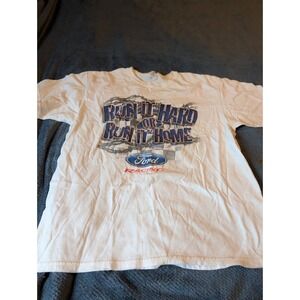 RUN IT HARD
OR
RUN IT HOME
Ford
RACING